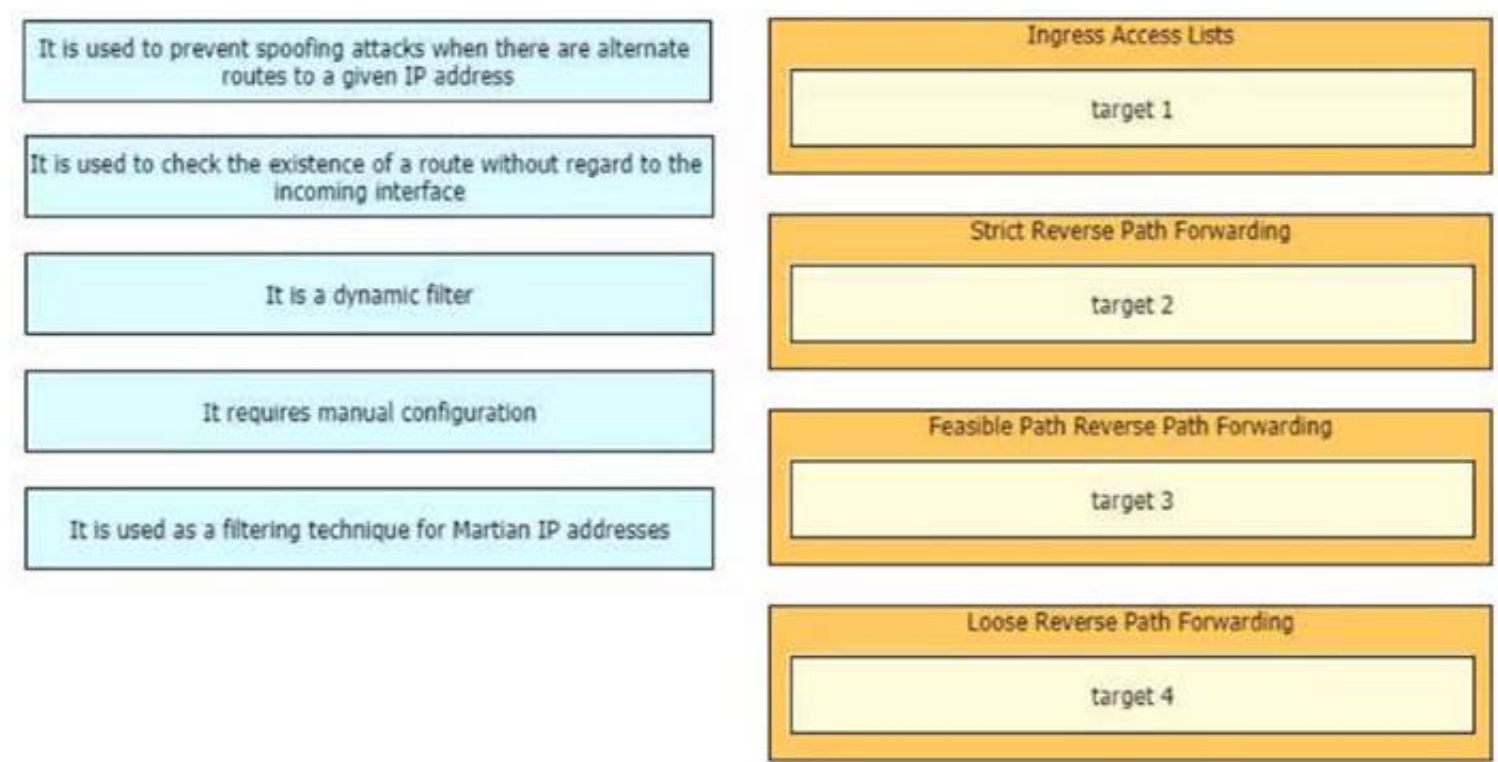 It is used to prevent spoofing attacks when there are alternate
routes to a given IP address
It is used to check the existence of a route without regard to the
incoming interface
It is a dynamic filter
It requires manual configuration
It is used as a filtering technique for Martian IP addresses
Ingress Access Lists
target 1
Strict Reverse Path Forwarding
target 2
Feasible Path Reverse Path Forwarding
target 3
Loose Reverse Path Forwarding
target 4